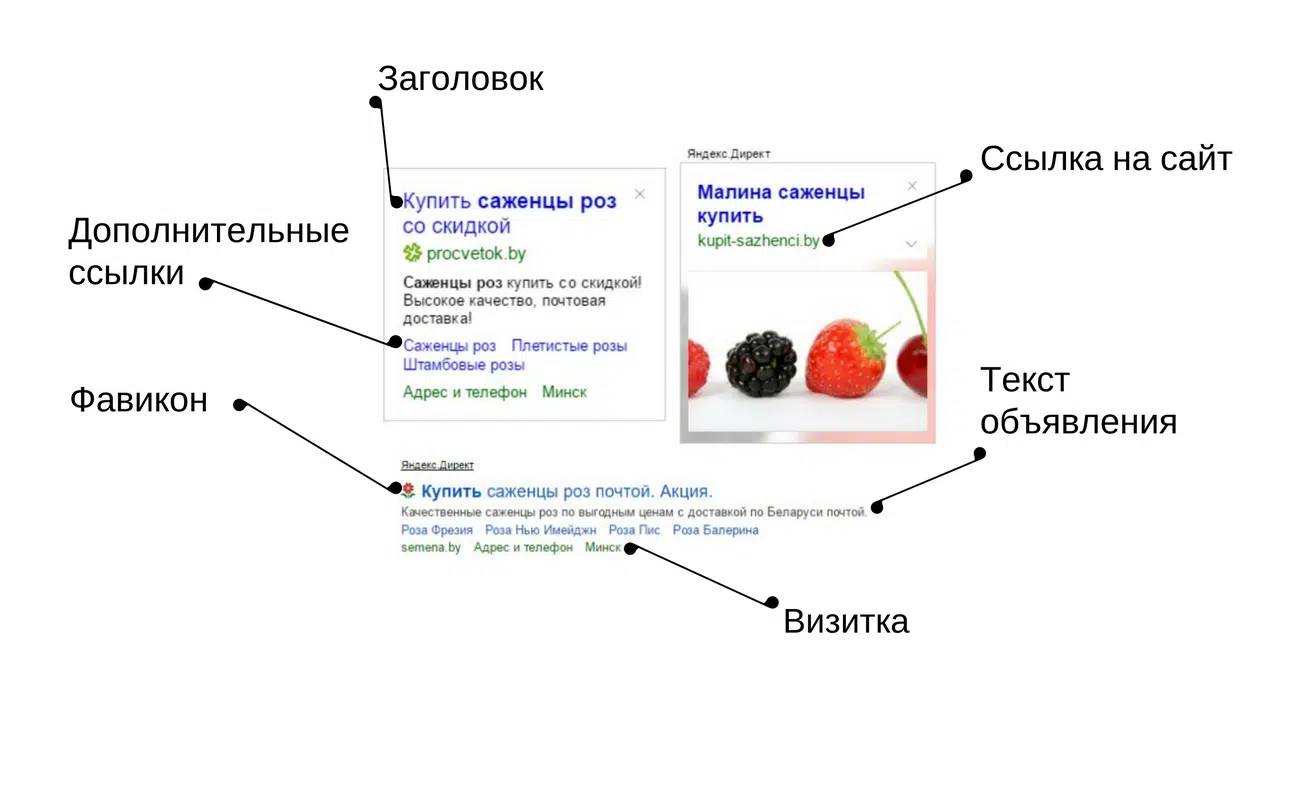 Заголовок
Ссылка на сайт
Дополнительные
ссылки
Фавикон
Текст
объявления
Визитка
Купить саженцы роз
со скидкой
procvetok.by
Саженцы роз купить со скидкой!
Высокое качество, почтовая
доставка!
Саженцы роз Плетистые розы
Штамбовые розы
Адрес и телефон Минск
Яндекс.Директ
Малина саженцы
купить
kupit-sazhenci.by
Яндекс.Директ
Купить саженцы роз почтой. Акция.
Качественные саженцы роз по выгодным ценам с доставкой по Беларуси почтой.
Роза Фрезия Роза Нью Имейджн Роза Пис Роза Балерина
semena.by Адрес и телефон Минск